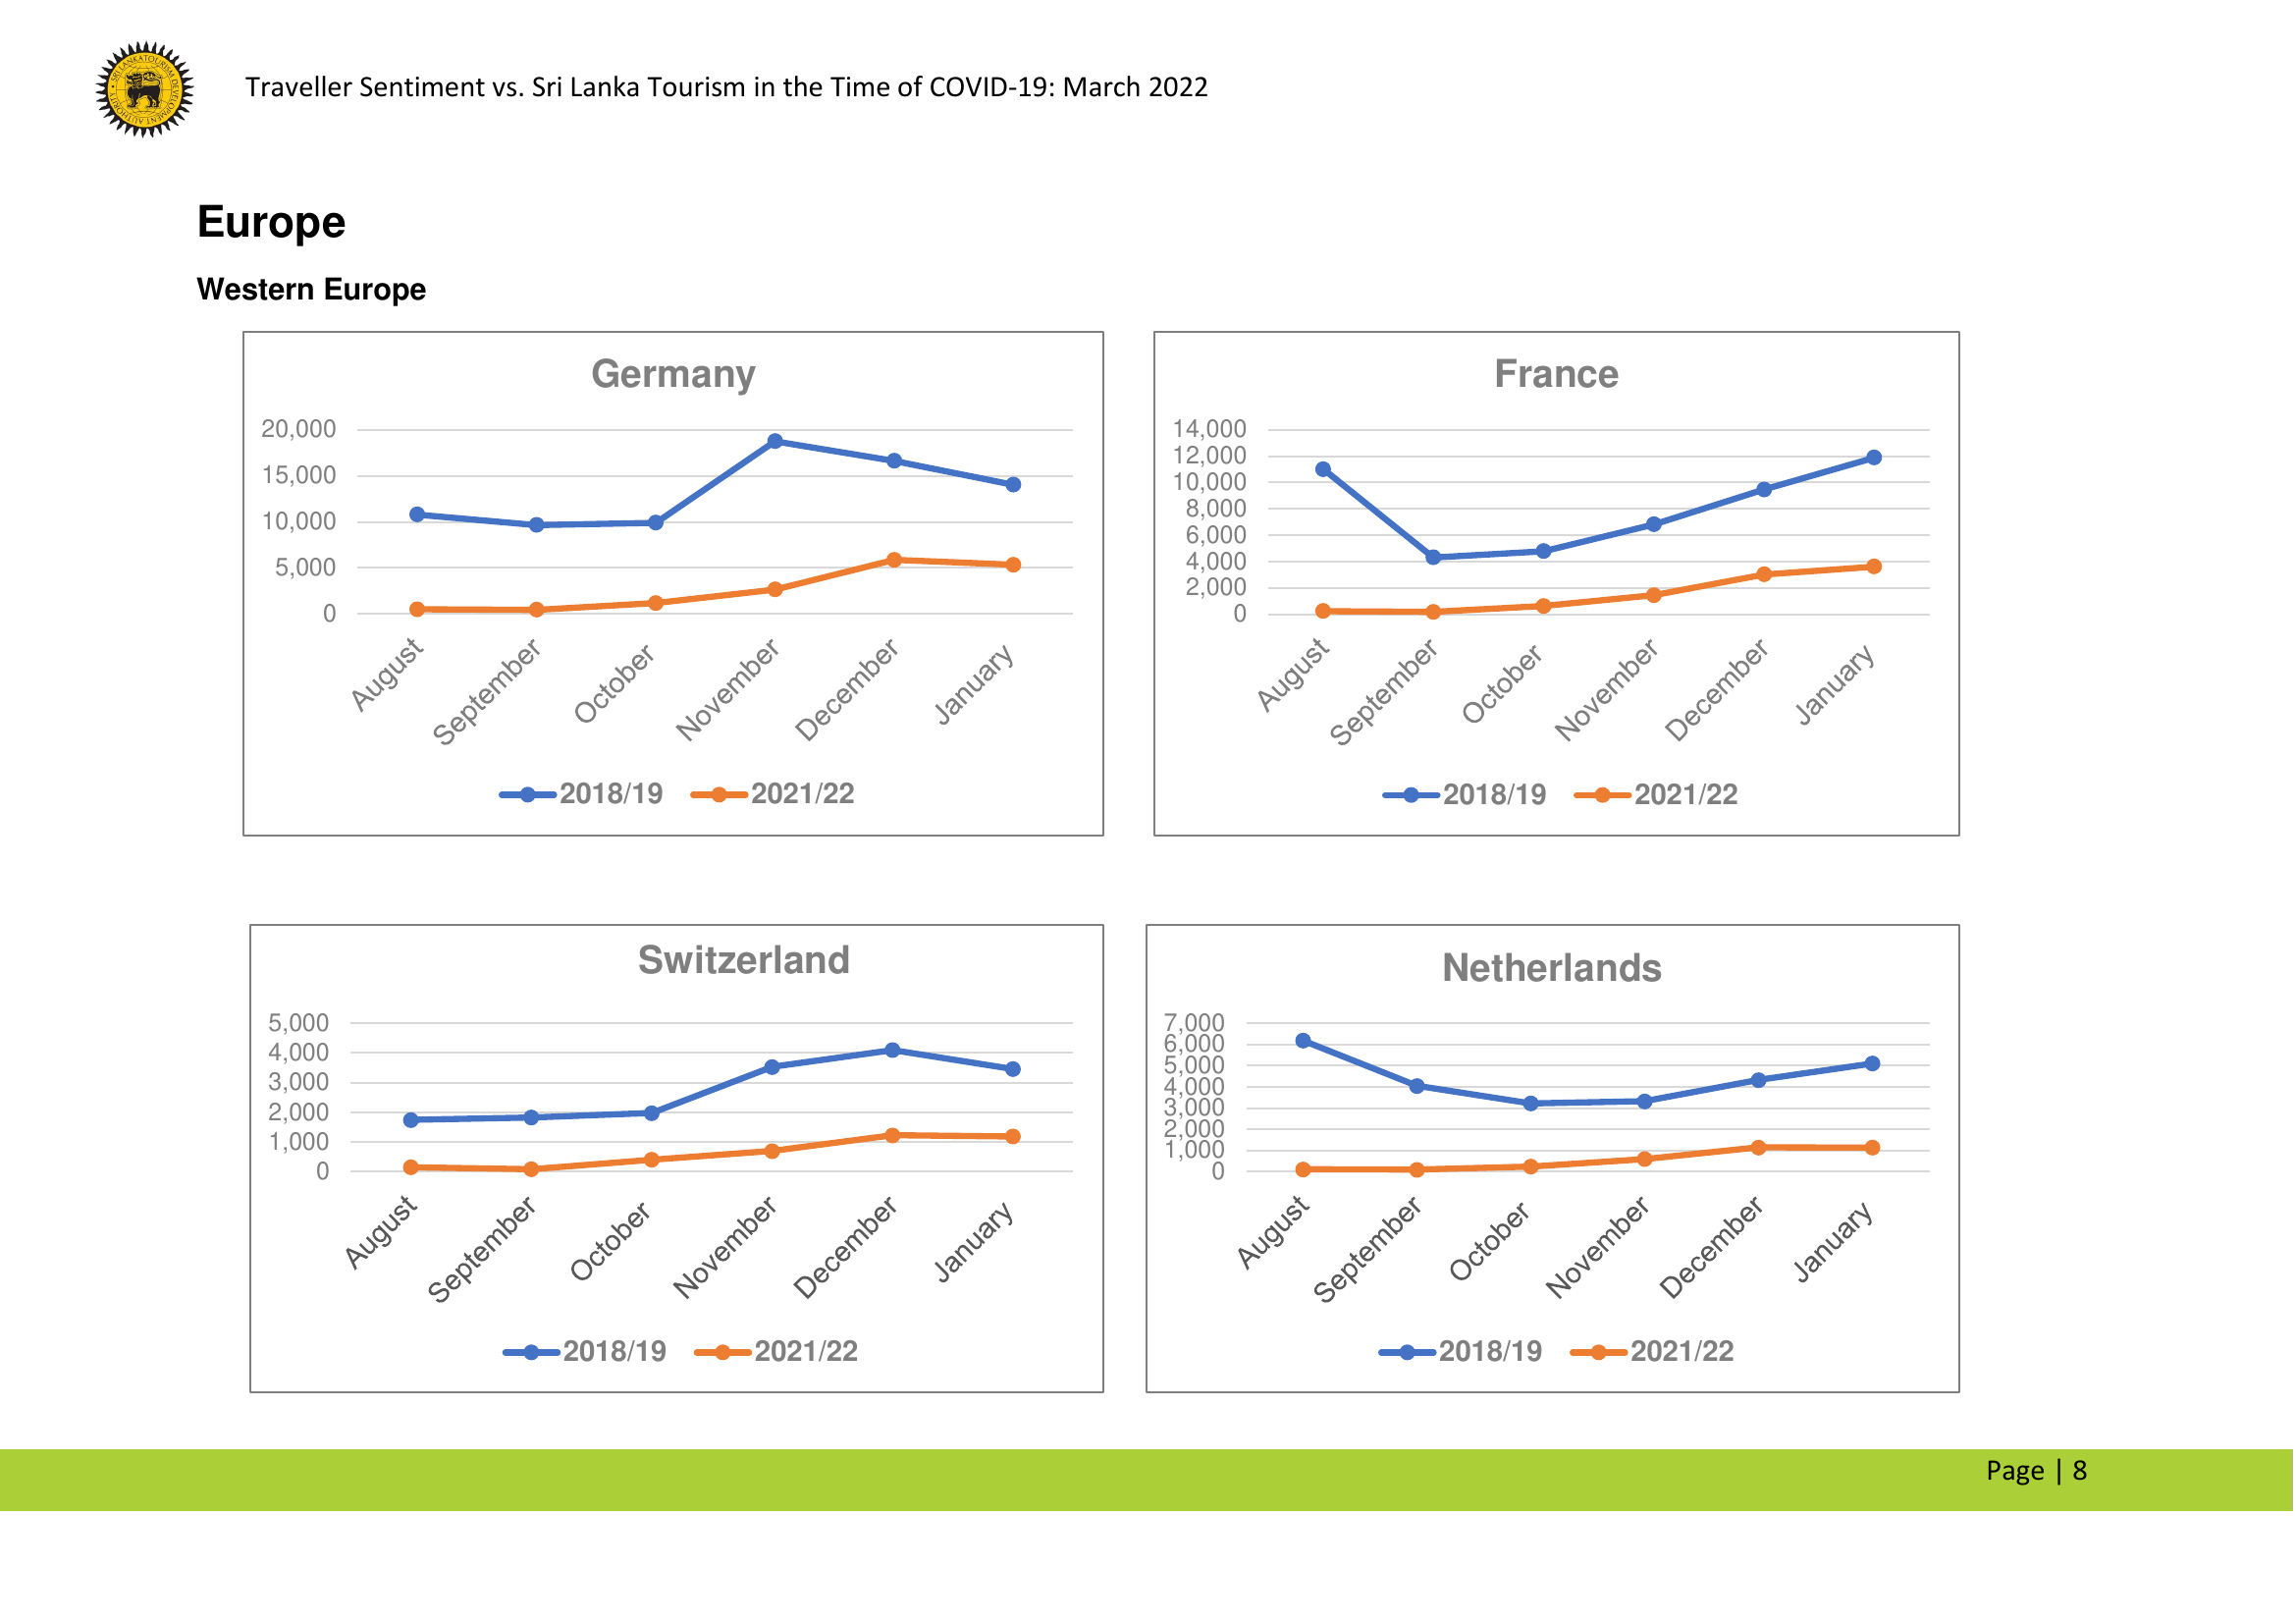 SRI LANKA TOURISM DEVELOPMENT AUTHORITY
Traveller Sentiment vs. Sri Lanka Tourism in the Time of COVID-19: March 2022
Europe
Western Europe
Germany
20,000
15,000
10,000
5,000
0
August
September
October
November
December
January
2018/19
2021/22
France
14,000
12,000
10,000
8,000
6,000
4,000
2,000
0
August
September
October
November
December
January
2018/19
2021/22
Switzerland
5,000
4,000
3,000
2,000
1,000
0
August
September
October
November
December
January
2018/19
2021/22
Netherlands
7,000
6,000
5,000
4,000
3,000
2,000
1,000
0
August
September
October
November
December
January
2018/19
2021/22
Page | 8